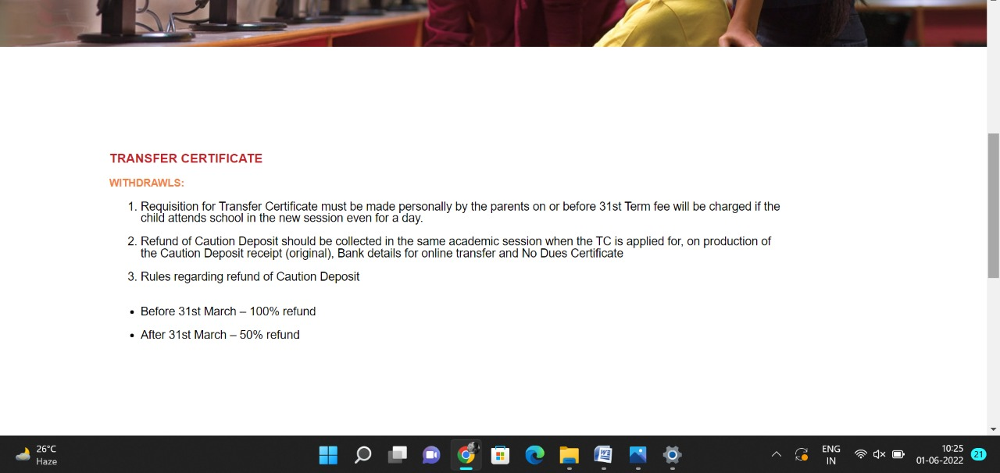 TRANSFER CERTIFICATE
WITHDRAWLS:
1. Requisition for Transfer Certificate must be made personally by the parents on or before 31st Term fee will be charged if the
child attends school in the new session even for a day.
2. Refund of Caution Deposit should be collected in the same academic session when the TC is applied for, on production of
the Caution Deposit receipt (original), Bank details for online transfer and No Dues Certificate
3. Rules regarding refund of Caution Deposit
• Before 31st March – 100% refund
• After 31st March – 50% refund
26°C
Haze
ENG
IN
10:25
01-06-2022
21